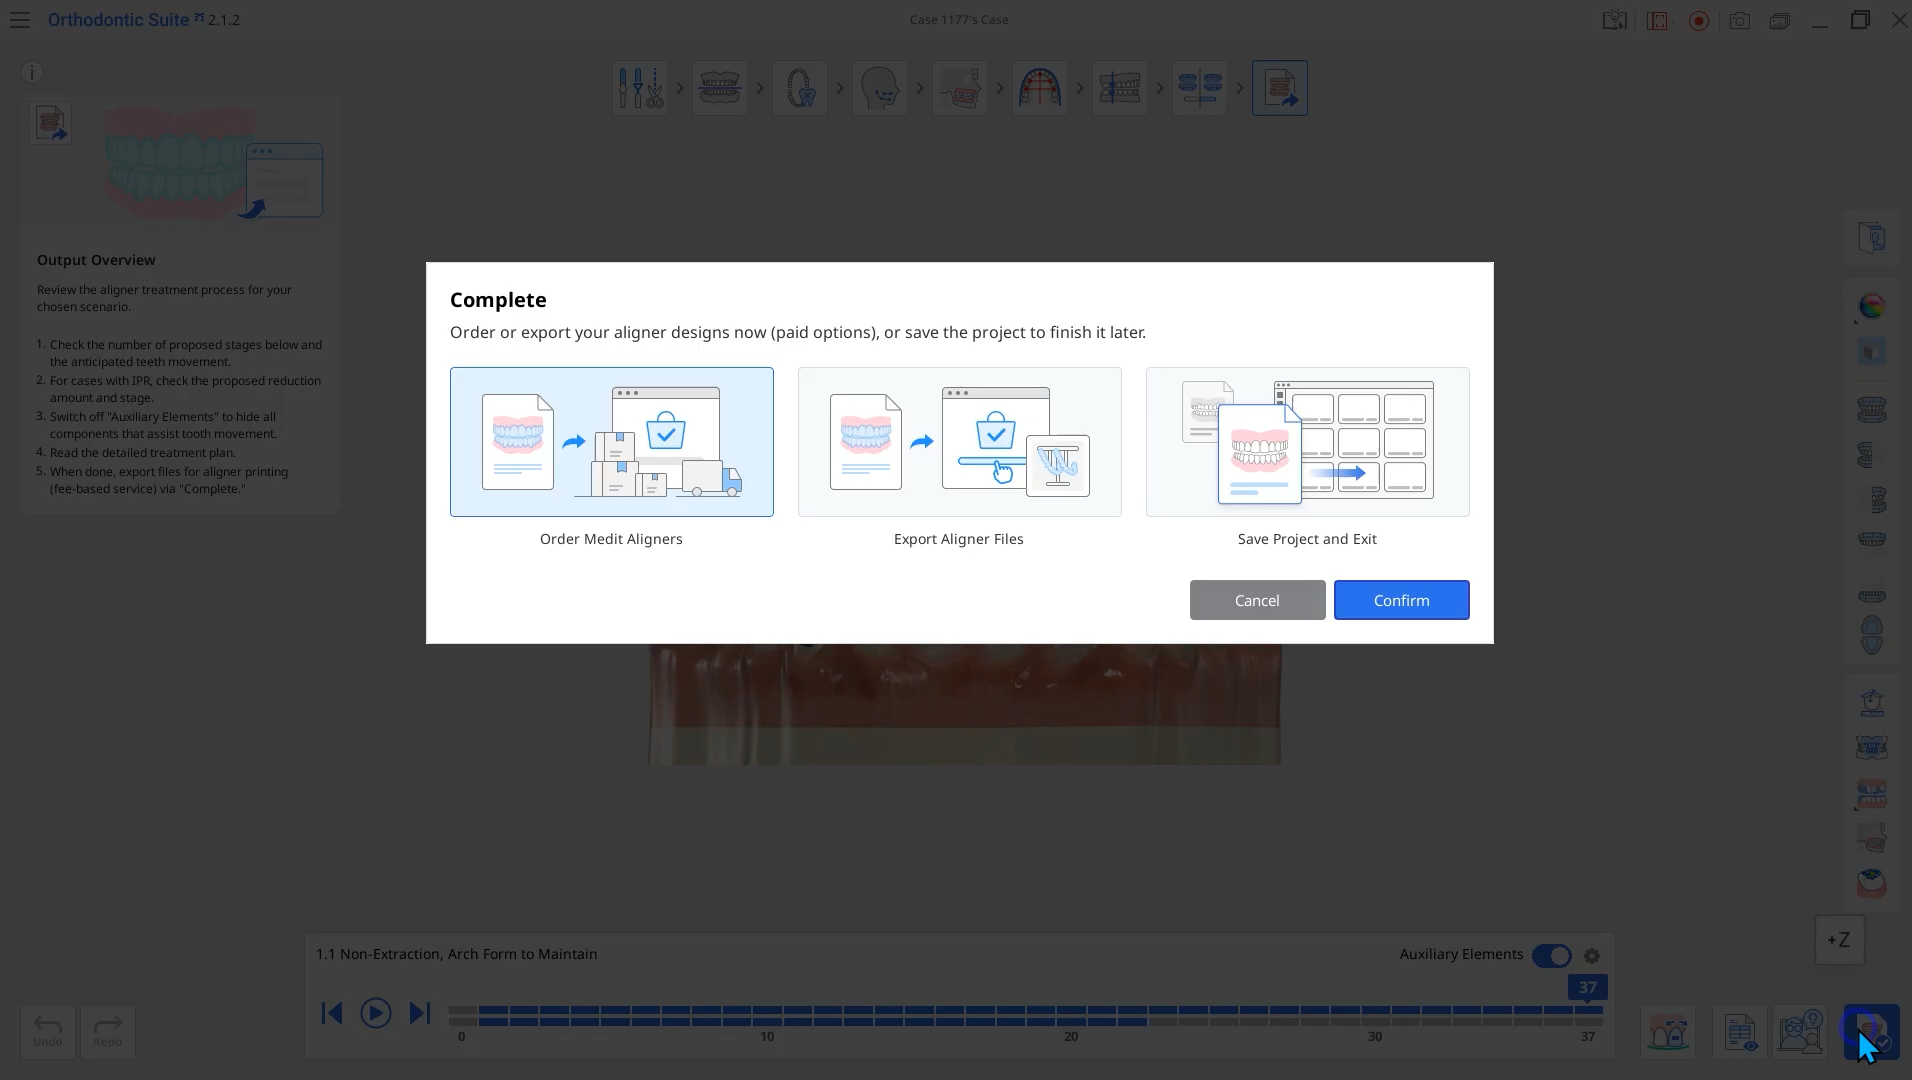 Orthodontic Suite 2.1.2
Case 1177's Case
Output Overview
Review the aligner treatment process for your
chosen scenario.
1. Check the number of proposed stages below and
the anticipated teeth movement.
2. For cases with IPR, check the proposed reduction
amount and stage.
3. Switch off "Auxiliary Elements" to hide all
components that assist tooth movement.
4. Read the detailed treatment plan.
5. When done, export files for aligner printing
(fee-based service) via "Complete."
Complete
Order or export your aligner designs now (paid options), or save the project to finish it later.
Order Medit Aligners
Export Aligner Files
Save Project and Exit
Cancel
Confirm
+Z
1.1 Non-Extraction, Arch Form to Maintain
Auxiliary Elements
37
0
10
20
30
37
Undo
Redo